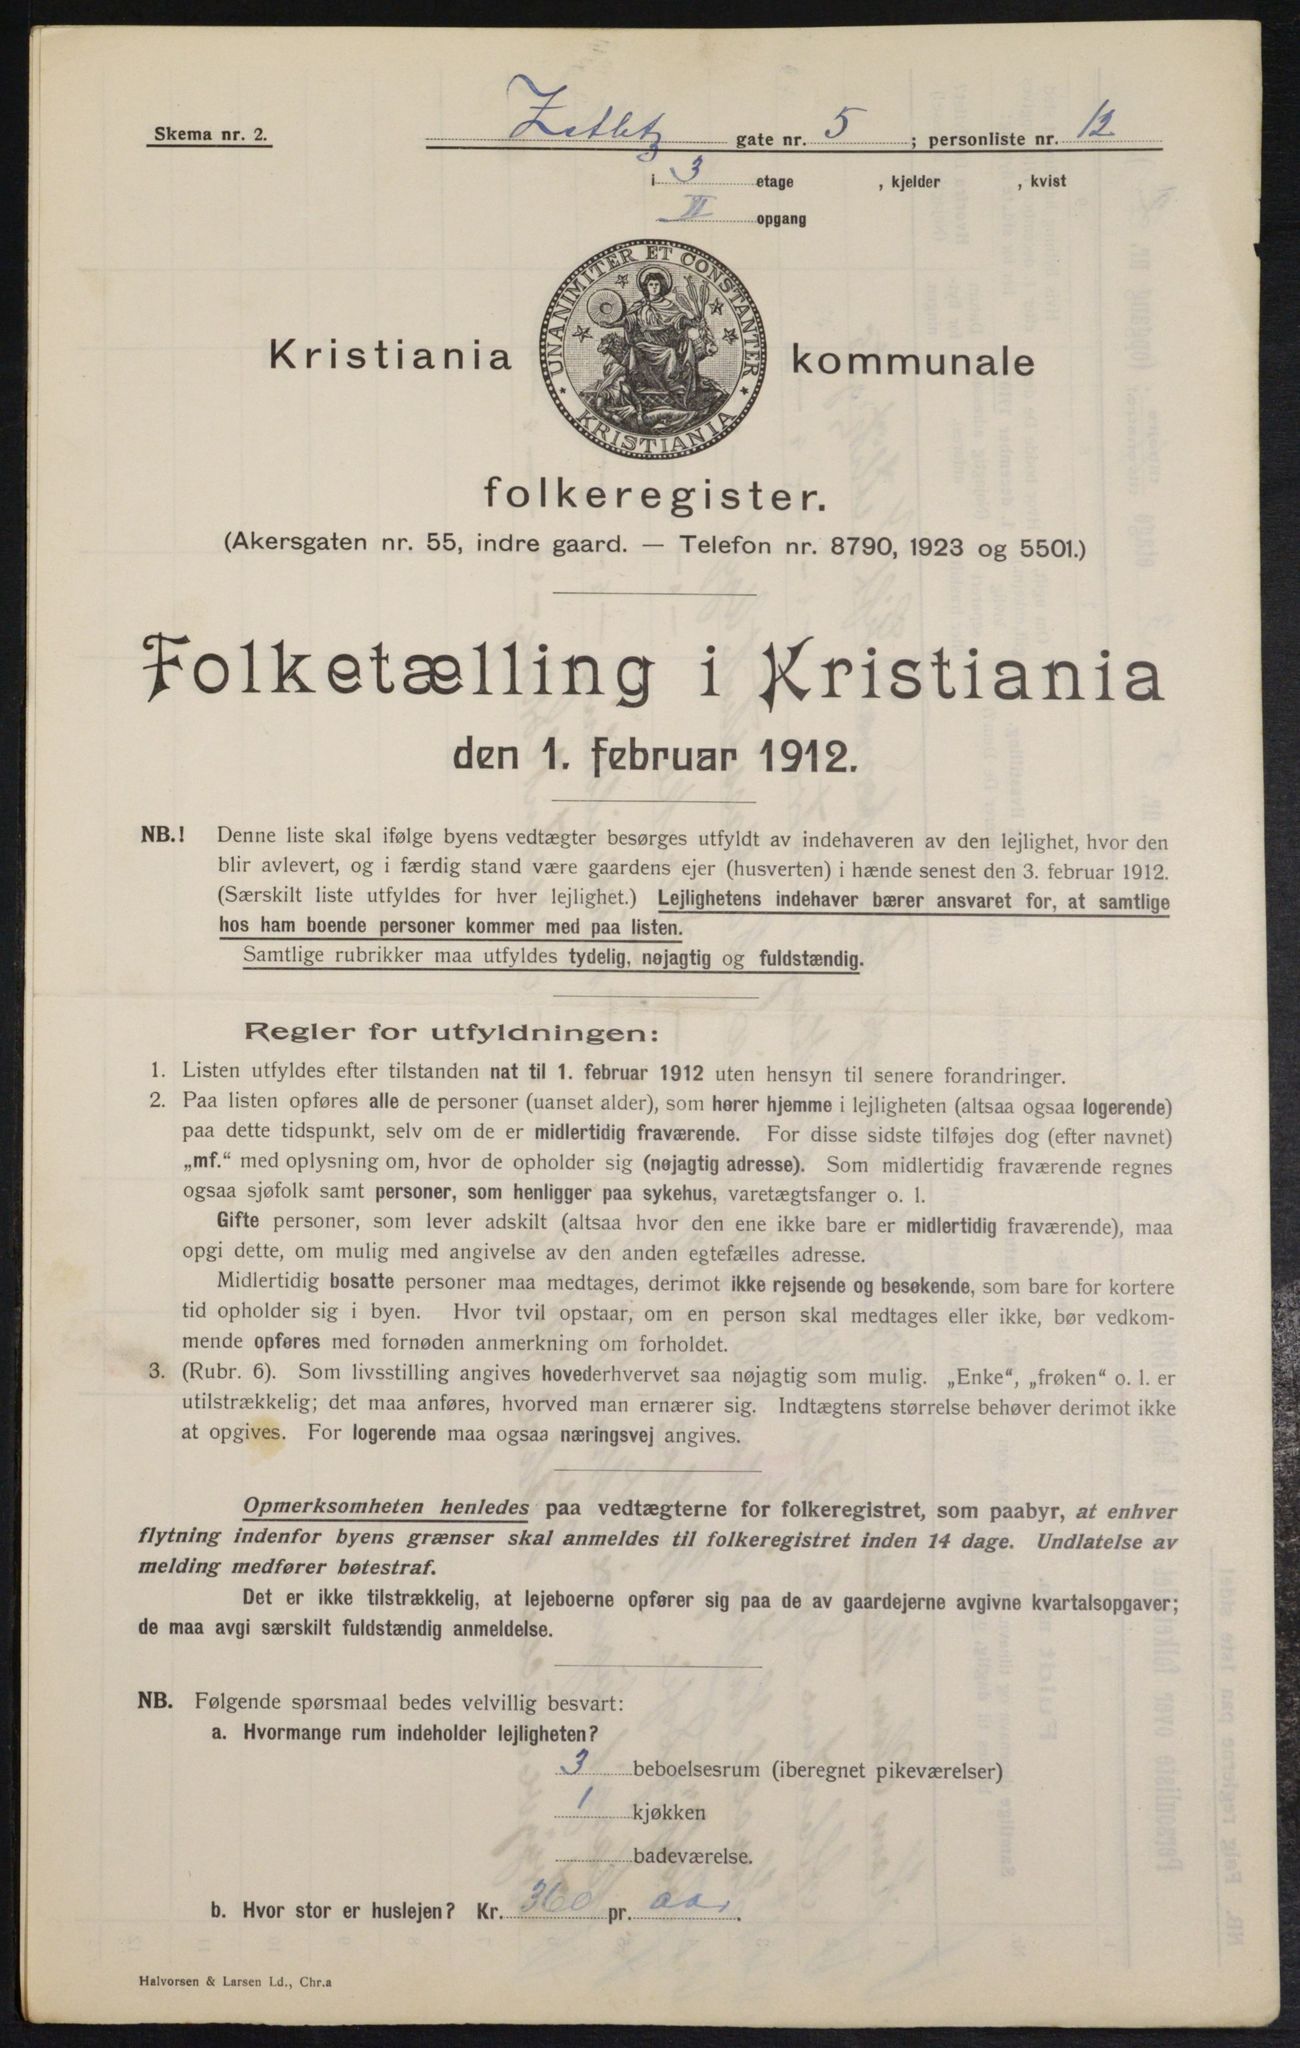 Skema nr. 2.
Zetlitz gate nr. 5 ; personliste nr. 12
i 3 etage , kjelder , kvist
II opgang
UNANIMITER ET CONSTANTER
KRISTIANIA
Kristiania kommunale
folkeregister.
(Akersgaten nr. 55, indre gaard. — Telefon nr. 8790, 1923 og 5501.)
Folketælling i Kristiania
den 1. februar 1912.
NB.! Denne liste skal ifølge byens vedtægter besørges utfyldt av indehaveren av den lejlighet, hvor den
blir avlevert, og i færdig stand være gaardens ejer (husverten) i hænde senest den 3. februar 1912.
(Særskilt liste utfyldes for hver lejlighet.) Lejlighetens indehaver bærer ansvaret for, at samtlige
hos ham boende personer kommer med paa listen.
Samtlige rubrikker maa utfyldes tydelig, nøjagtig og fuldstændig.
Regler for utfyldningen:
1. Listen utfyldes efter tilstanden nat til 1. februar 1912 uten hensyn til senere forandringer.
2. Paa listen opføres alle de personer (uanset alder), som hører hjemme i lejligheten (altsaa ogsaa logerende)
paa dette tidspunkt, selv om de er midlertidig fraværende. For disse sidste tilføjes dog (efter navnet)
„mf.“ med oplysning om, hvor de opholder sig (nøjagtig adresse). Som midlertidig fraværende regnes
ogsaa sjøfolk samt personer, som henligger paa sykehus, varetægtsfanger o. l.
Gifte personer, som lever adskilt (altsaa hvor den ene ikke bare er midlertidig fraværende), maa
opgi dette, om mulig med angivelse av den anden egtefælles adresse.
Midlertidig bosatte personer maa medtages, derimot ikke rejsende og besøkende, som bare for kortere
tid opholder sig i byen. Hvor tvil opstaar, om en person skal medtages eller ikke, bør vedkom-
mende opføres med fornøden anmerkning om forholdet.
3. (Rubr. 6). Som livsstilling angives hovederhvervet saa nøjagtig som mulig. „Enke“, „frøken“ o. l. er
utilstrækkelig; det maa anføres, hvorved man ernærer sig. Indtægtens størrelse behøver derimot ikke
at opgives. For logerende maa ogsaa næringsvej angives.
Opmerksomheten henledes paa vedtægterne for folkeregistret, som paabyr, at enhver
flytning indenfor byens grænser skal anmeldes til folkeregistret inden 14 dage. Undlatelse av
melding medfører bøtestraf.
Det er ikke tilstrækkelig, at lejeboerne opfører sig paa de av gaardejerne avgivne kvartalsopgaver;
de maa avgi særskilt fuldstændig anmeldelse.
NB. Følgende spørsmaal bedes velvillig besvart:
a. Hvormange rum indeholder lejligheten?
3 beboelsesrum (iberegnet pikeværelser)
1 kjøkken
badeværelse.
b. Hvor stor er huslejen? Kr. 360 pr. aar.
Halvorsen & Larsen Ld., Chr.a